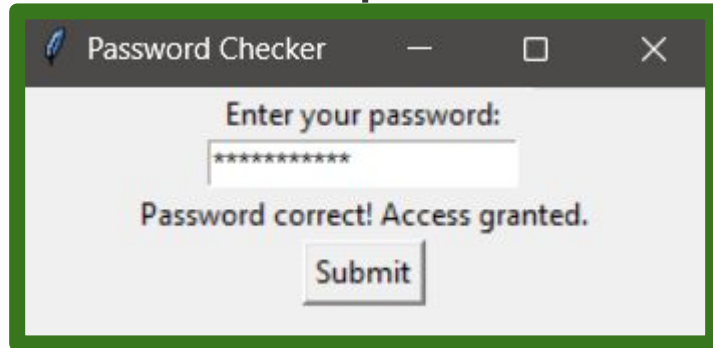 Password Checker
Enter your password:
***********
Password correct! Access granted.
Submit